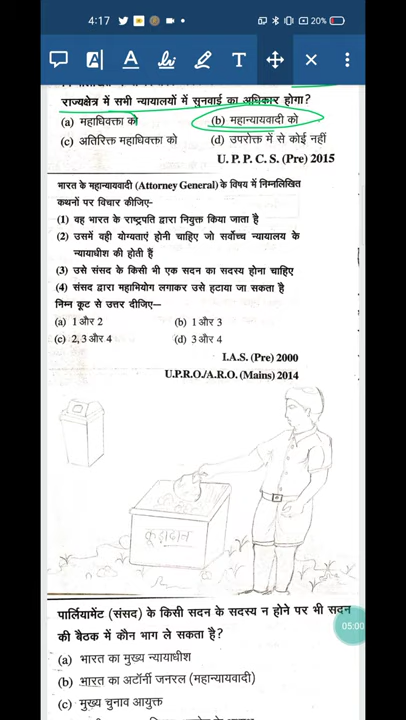 4:17
20%
राज्यक्षेत्र में सभी न्यायालयों में सुनवाई का अधिकार होगा?
(a) महाधिवक्ता को
(b) महान्यायवादी को
(c) अतिरिक्त महाधिवक्ता को
(d) उपरोक्त में से कोई नहीं
U. P. P. C. S. (Pre) 2015
भारत के महान्यायवादी (Attorney General) के विषय में निम्नलिखित
कथनों पर विचार कीजिए-
(1) वह भारत के राष्ट्रपति द्वारा नियुक्त किया जाता है
(2) उसमें वही योग्यताएं होनी चाहिए जो सर्वोच्च न्यायालय के
न्यायाधीश की होती हैं
(3) उसे संसद के किसी भी एक सदन का सदस्य होना चाहिए
(4) संसद द्वारा महाभियोग लगाकर उसे हटाया जा सकता है
निम्न कूट से उत्तर दीजिए—
(a) 1 और 2
(b) 1 और 3
(c) 2, 3 और 4
(d) 3 और 4
I.A.S. (Pre) 2000
U.P.R.O./A.R.O. (Mains) 2014
कूड़ादान
पार्लियामेंट (संसद) के किसी सदन के सदस्य न होने पर भी सदन
की बैठक में कौन भाग ले सकता है?
05:00
(a) भारत का मुख्य न्यायाधीश
(b) भारत का अटॉर्नी जनरल (महान्यायवादी)
(c) मुख्य चुनाव आयुक्त